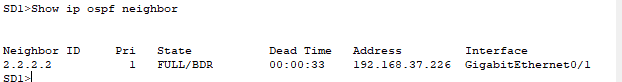 SD1>Show ip ospf neighbor
Neighbor ID     Pri   State           Dead Time   Address         Interface
2.2.2.2           1   FULL/BDR        00:00:33    192.168.37.226  GigabitEthernet0/1
SD1>